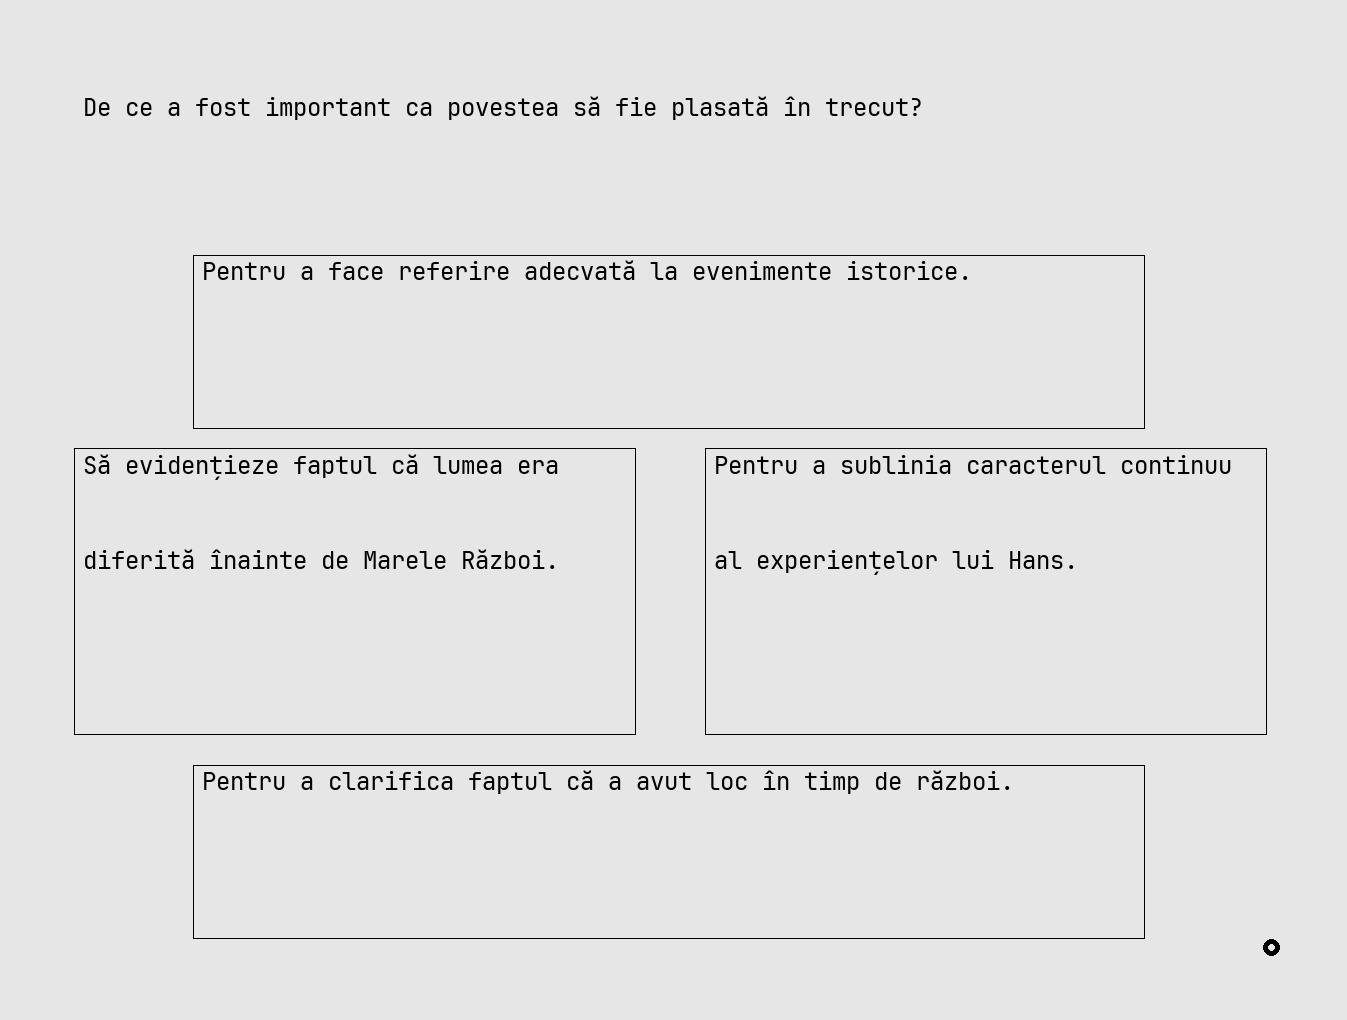 De ce a fost important ca povestea să fie plasată în trecut?
Pentru a face referire adecvată la evenimente istorice.
Să evidențieze faptul că lumea era
diferită înainte de Marele Război.
Pentru a sublinia caracterul continuu
al experiențelor lui Hans.
Pentru a clarifica faptul că a avut loc în timp de război.